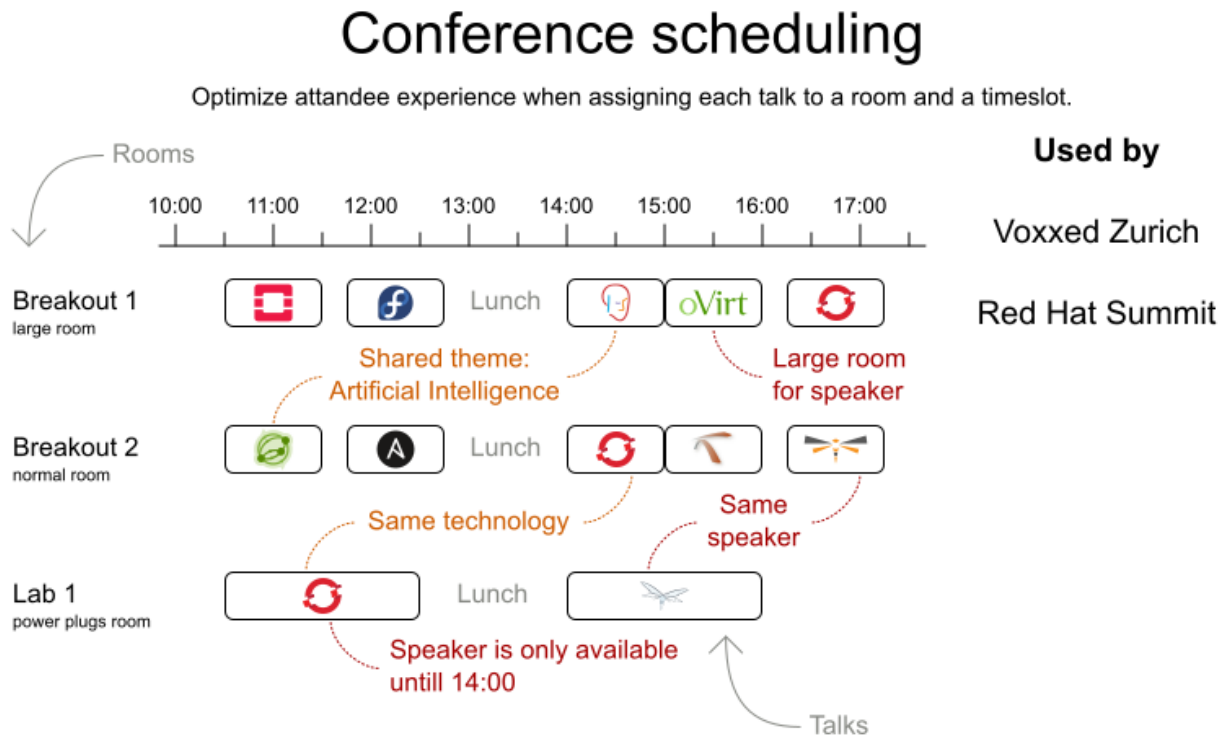 Conference scheduling
Optimize attandee experience when assigning each talk to a room and a timeslot.
Used by
Rooms
10:00 11:00 12:00 13:00 14:00 15:00 16:00 17:00
Voxxed Zurich
Red Hat Summit
Breakout 1
large room
Lunch
oVirt
Shared theme:
Artificial Intelligence
Large room
for speaker
Breakout 2
normal room
Lunch
Same technology
Same
speaker
Lab 1
power plugs room
Lunch
Speaker is only available
untill 14:00
Talks